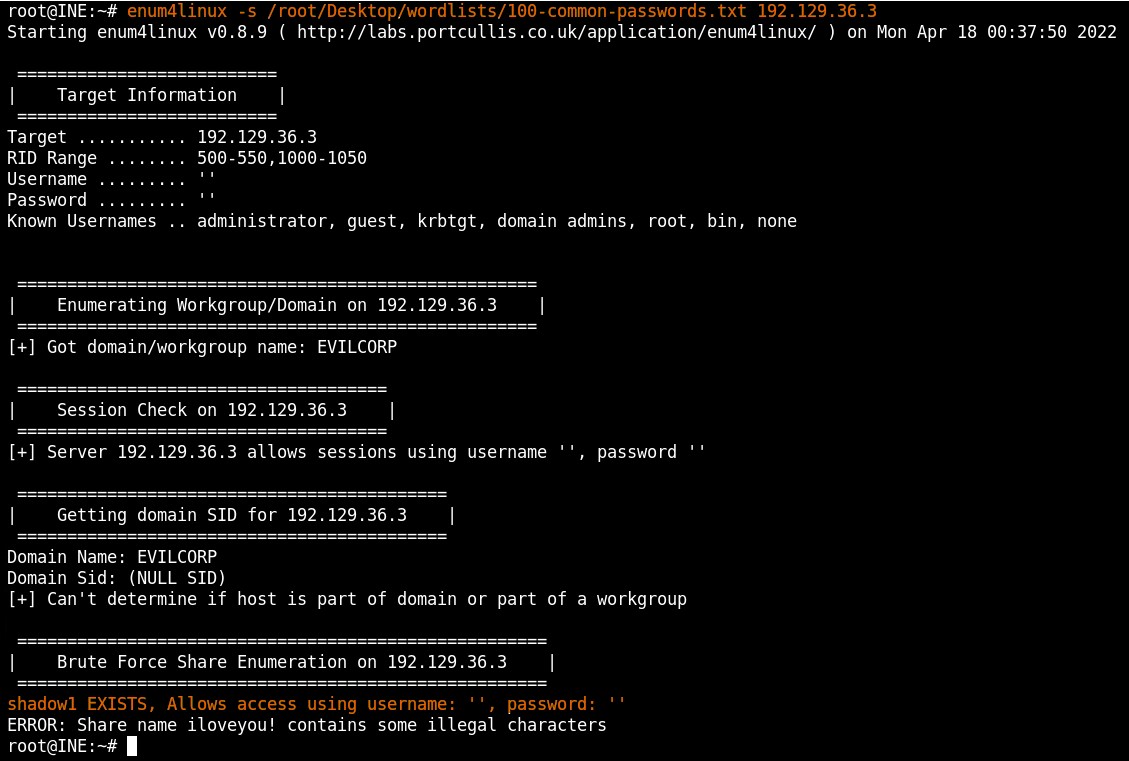 root@INE:~# enum4linux -s /root/Desktop/wordlists/100-common-passwords.txt 192.129.36.3
Starting enum4linux v0.8.9 ( http://labs.portcullis.co.uk/application/enum4linux/ ) on Mon Apr 18 00:37:50 2022

 ==========================
|    Target Information    |
 ==========================
Target ........... 192.129.36.3
RID Range ........ 500-550,1000-1050
Username ......... ''
Password ......... ''
Known Usernames .. administrator, guest, krbtgt, domain admins, root, bin, none


 ====================================================
|    Enumerating Workgroup/Domain on 192.129.36.3    |
 ====================================================
[+] Got domain/workgroup name: EVILCORP

 =====================================
|    Session Check on 192.129.36.3    |
 =====================================
[+] Server 192.129.36.3 allows sessions using username '', password ''

 ===========================================
|    Getting domain SID for 192.129.36.3    |
 ===========================================
Domain Name: EVILCORP
Domain Sid: (NULL SID)
[+] Can't determine if host is part of domain or part of a workgroup

 =====================================================
|    Brute Force Share Enumeration on 192.129.36.3    |
 =====================================================
shadow1 EXISTS, Allows access using username: '', password: ''
ERROR: Share name iloveyou! contains some illegal characters
root@INE:~#